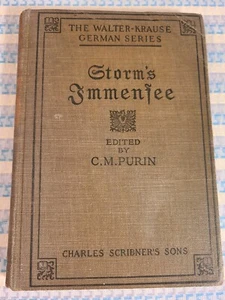 THE WALTER-KRAUSE
GERMAN SERIES
Storm's
Immensee
EDITED
BY
C.M.PURIN
CHARLES SCRIBNER'S SONS